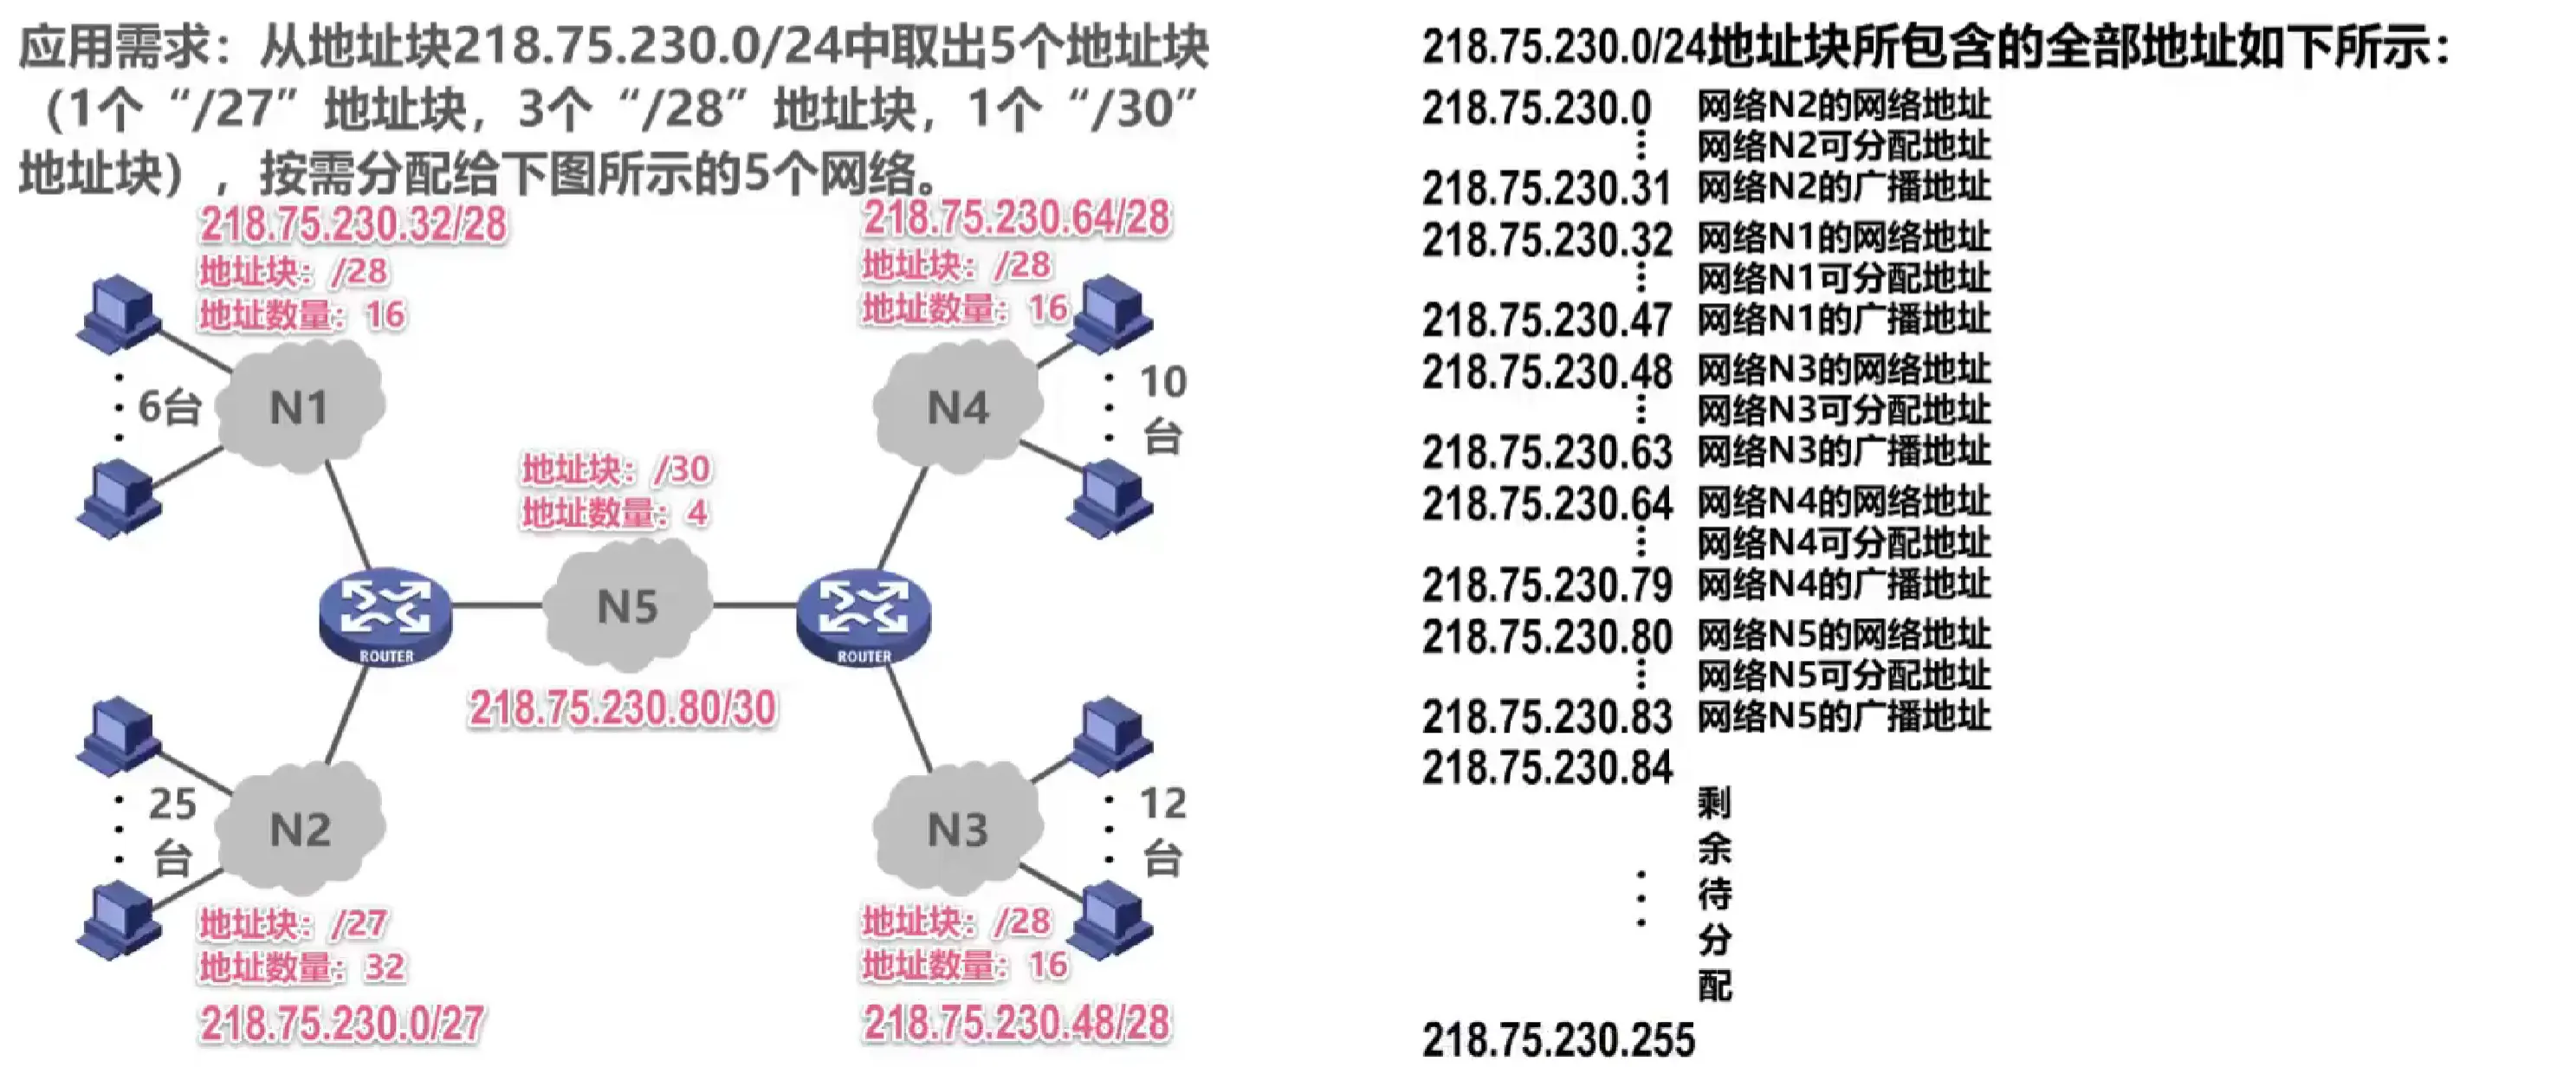 应用需求：从地址块218.75.230.0/24中取出5个地址块
（1个“/27”地址块，3个“/28”地址块，1个“/30”
地址块），按需分配给下图所示的5个网络。
218.75.230.32/28
地址块：/28
地址数量：16
6台
N1
218.75.230.64/28
地址块：/28
地址数量：16
N4
10
台
地址块：/30
地址数量：4
N5
ROUTER
ROUTER
218.75.230.80/30
25
台
N2
地址块：/27
地址数量：32
218.75.230.0/27
N3
12
台
地址块：/28
地址数量：16
218.75.230.48/28
218.75.230.0/24地址块所包含的全部地址如下所示：
218.75.230.0 网络N2的网络地址
⋮ 网络N2可分配地址
218.75.230.31 网络N2的广播地址
218.75.230.32 网络N1的网络地址
⋮ 网络N1可分配地址
218.75.230.47 网络N1的广播地址
218.75.230.48 网络N3的网络地址
⋮ 网络N3可分配地址
218.75.230.63 网络N3的广播地址
218.75.230.64 网络N4的网络地址
⋮ 网络N4可分配地址
218.75.230.79 网络N4的广播地址
218.75.230.80 网络N5的网络地址
⋮ 网络N5可分配地址
218.75.230.83 网络N5的广播地址
218.75.230.84
剩
余
待
分
配
218.75.230.255